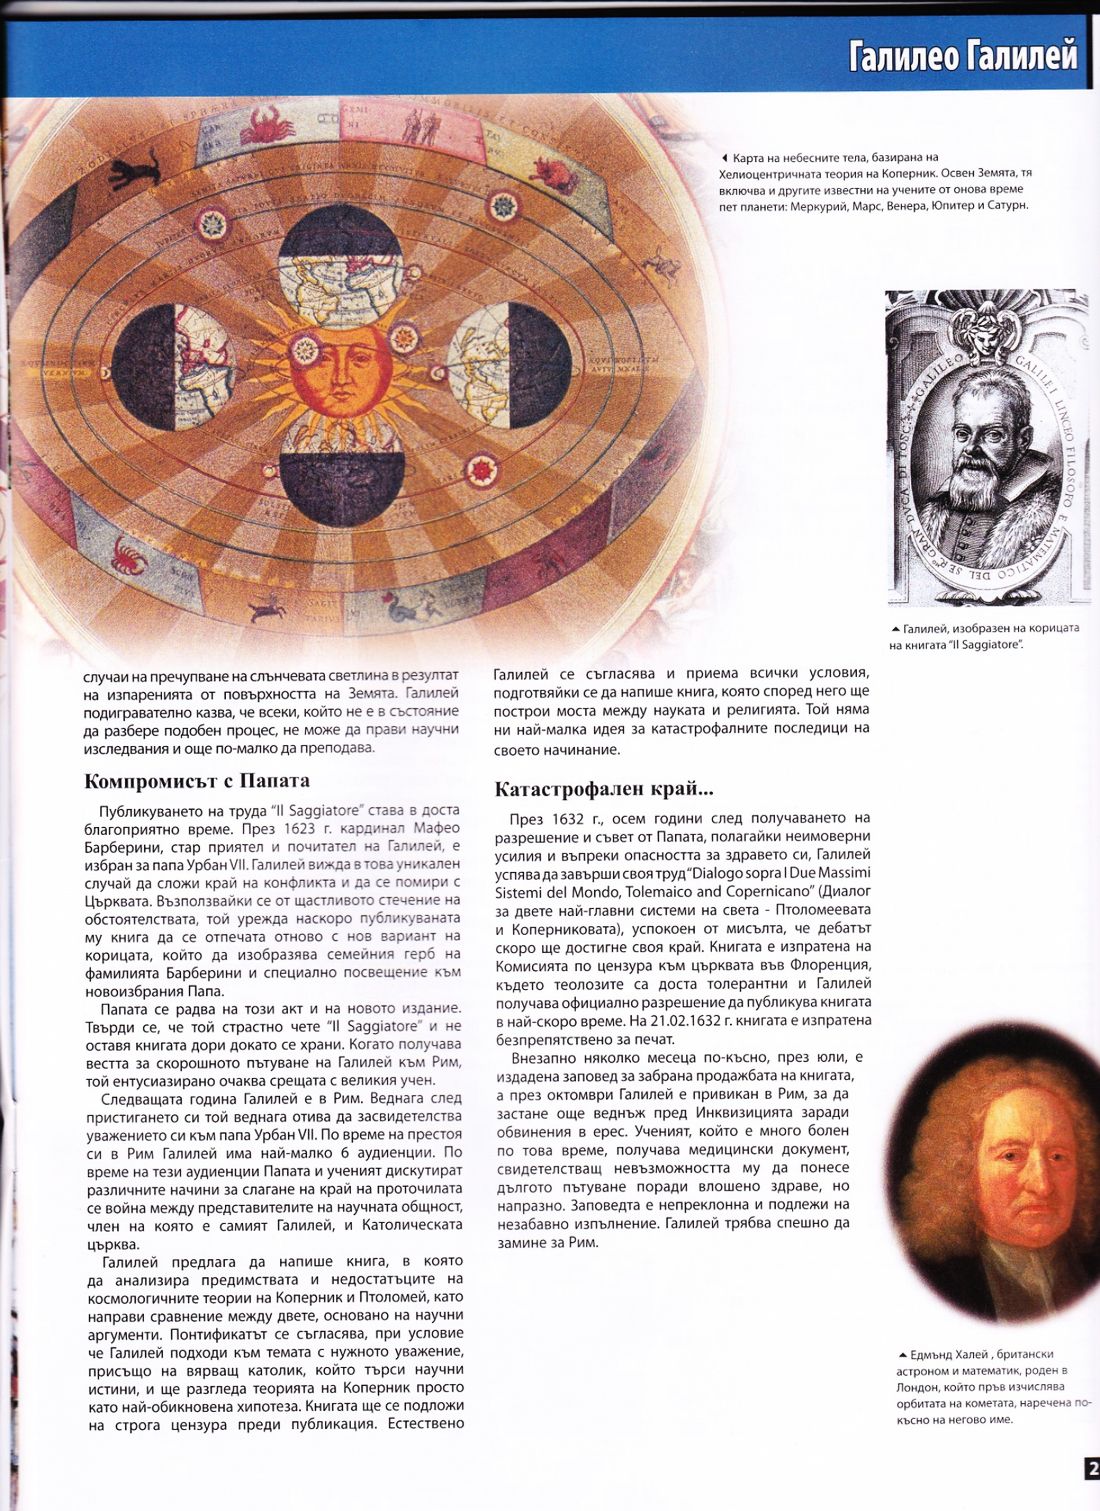 Галилео Галилей
Карта на небесните тела, базирана на
Хелиоцентричната теория на Коперник. Освен Земята, тя
включва и другите известни на учените от онова време
пет планети: Меркурий, Марс, Венера, Юпитер и Сатурн.
GALILEO GALILEI LINCEO FILOSOFO E MATEMATICO DEL SER.mo GRAN DVCA DI TOSC.
Галилей, изобразен на корицата
на книгата “Il Saggiatore”.
случаи на пречупване на слънчевата светлина в резултат
на изпаренията от повърхността на Земята. Галилей
подигравателно казва, че всеки, който не е в състояние
да разбере подобен процес, не може да прави научни
изследвания и още по-малко да преподава.
Компромисът с Папата
Публикуването на труда “Il Saggiatore” става в доста
благоприятно време. През 1623 г. кардинал Мафео
Барберини, стар приятел и почитател на Галилей, е
избран за папа Урбан VII. Галилей вижда в това уникален
случай да сложи край на конфликта и да се помири с
Църквата. Възползвайки се от щастливото стечение на
обстоятелствата, той урежда наскоро публикуваната
му книга да се отпечата отново с нов вариант на
корицата, който да изобразява семейния герб на
фамилията Барберини и специално посвещение към
новоизбрания Папа.
Папата се радва на този акт и на новото издание.
Твърди се, че той страстно чете “Il Saggiatore” и не
оставя книгата дори докато се храни. Когато получава
вестта за скорошното пътуване на Галилей към Рим,
той ентусиазирано очаква срещата с великия учен.
Следващата година Галилей е в Рим. Веднага след
пристигането си той веднага отива да засвидетелства
уважението си към папа Урбан VII. По време на престоя
си в Рим Галилей има най-малко 6 аудиенции. По
време на тези аудиенции Папата и ученият дискутират
различните начини за слагане на край на проточилата
се война между представителите на научната общност,
член на която е самият Галилей, и Католическата
църква.
Галилей предлага да напише книга, в която
да анализира предимствата и недостатъците на
космологичните теории на Коперник и Птоломей, като
направи сравнение между двете, основано на научни
аргументи. Понтификатът се съгласява, при условие
че Галилей подходи към темата с нужното уважение,
присъщо на вярващ католик, който търси научни
истини, и ще разгледа теорията на Коперник просто
като най-обикновена хипотеза. Книгата ще се подложи
на строга цензура преди публикация. Естествено
Галилей се съгласява и приема всички условия,
подготвяйки се да напише книга, която според него ще
построи моста между науката и религията. Той няма
ни най-малка идея за катастрофалните последици на
своето начинание.
Катастрофален край...
През 1632 г., осем години след получаването на
разрешение и съвет от Папата, полагайки неимоверни
усилия и въпреки опасността за здравето си, Галилей
успява да завърши своя труд “Dialogo sopra I Due Massimi
Sistemi del Mondo, Tolemaico and Copernicano” (Диалог
за двете най-главни системи на света - Птоломеевата
и Коперниковата), успокоен от мисълта, че дебатът
скоро ще достигне своя край. Книгата е изпратена на
Комисията по цензура към църквата във Флоренция,
където теолозите са доста толерантни и Галилей
получава официално разрешение да публикува книгата
в най-скоро време. На 21.02.1632 г. книгата е изпратена
безпрепятствено за печат.
Внезапно няколко месеца по-късно, през юли, е
издадена заповед за забрана продажбата на книгата,
а през октомври Галилей е привикан в Рим, за да
застане още веднъж пред Инквизицията заради
обвинения в ерес. Ученият, който е много болен
по това време, получава медицински документ,
свидетелстващ невъзможността му да понесе
дългото пътуване поради влошено здраве, но
напразно. Заповедта е непреклонна и подлежи на
незабавно изпълнение. Галилей трябва спешно да
замине за Рим.
Едмънд Халей , британски
астроном и математик, роден в
Лондон, който пръв изчислява
орбитата на кометата, наречена по-
късно на негово име.
2